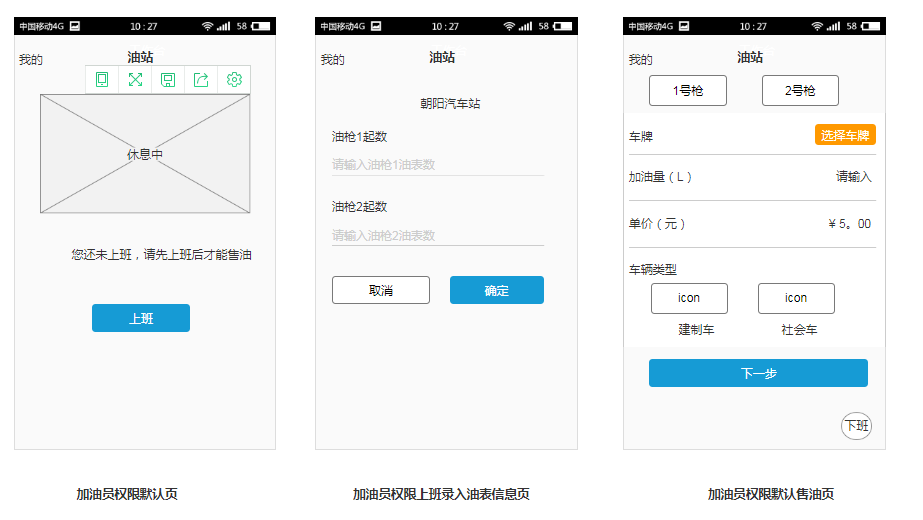 中国移动4G 10 : 27 58
我的 油站
休息中
您还未上班，请先上班后才能售油
上班
加油员权限默认页
中国移动4G 10 : 27 58
我的 油站
朝阳汽车站
油枪1起数
请输入油枪1油表数
油枪2起数
请输入油枪2油表数
取消 确定
加油员权限上班录入油表信息页
中国移动4G 10 : 27 58
我的 油站
1号枪 2号枪
车牌 选择车牌
加油量（L） 请输入
单价（元） ¥ 5。00
车辆类型
icon icon
建制车 社会车
下一步
下班
加油员权限默认售油页